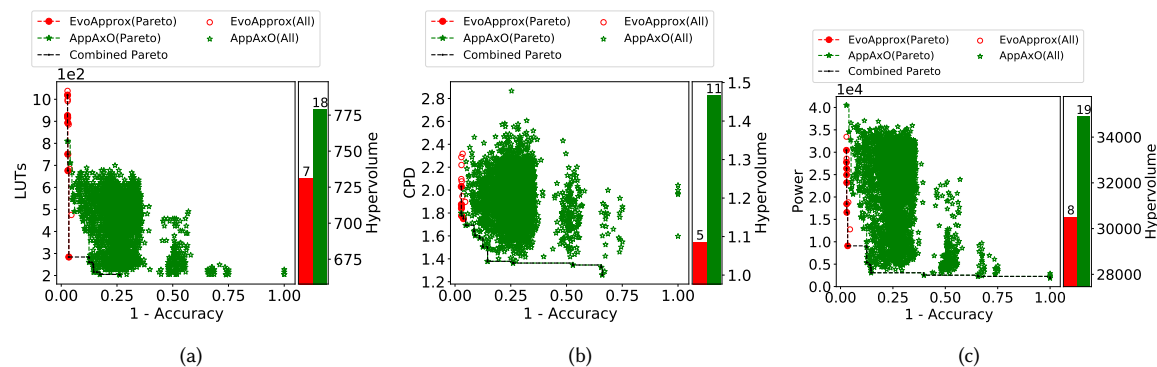 EvoApprox(Pareto) EvoApprox(All)
AppAxO(Pareto) AppAxO(All)
Combined Pareto
1e2
10
9
8
7
6
5
4
3
2
LUTs
0.00 0.25 0.50 0.75 1.00
1 - Accuracy
7
18
775
750
725
700
675
Hypervolume
(a)
EvoApprox(Pareto) EvoApprox(All)
AppAxO(Pareto) AppAxO(All)
Combined Pareto
2.8
2.6
2.4
2.2
2.0
1.8
1.6
1.4
1.2
CPD
0.00 0.25 0.50 0.75 1.00
1 - Accuracy
5
11
1.5
1.4
1.3
1.2
1.1
1.0
Hypervolume
(b)
EvoApprox(Pareto) EvoApprox(All)
AppAxO(Pareto) AppAxO(All)
Combined Pareto
1e4
4.0
3.5
3.0
2.5
2.0
1.5
1.0
0.5
0.0
Power
0.00 0.25 0.50 0.75 1.00
1 - Accuracy
8
19
34000
32000
30000
28000
Hypervolume
(c)